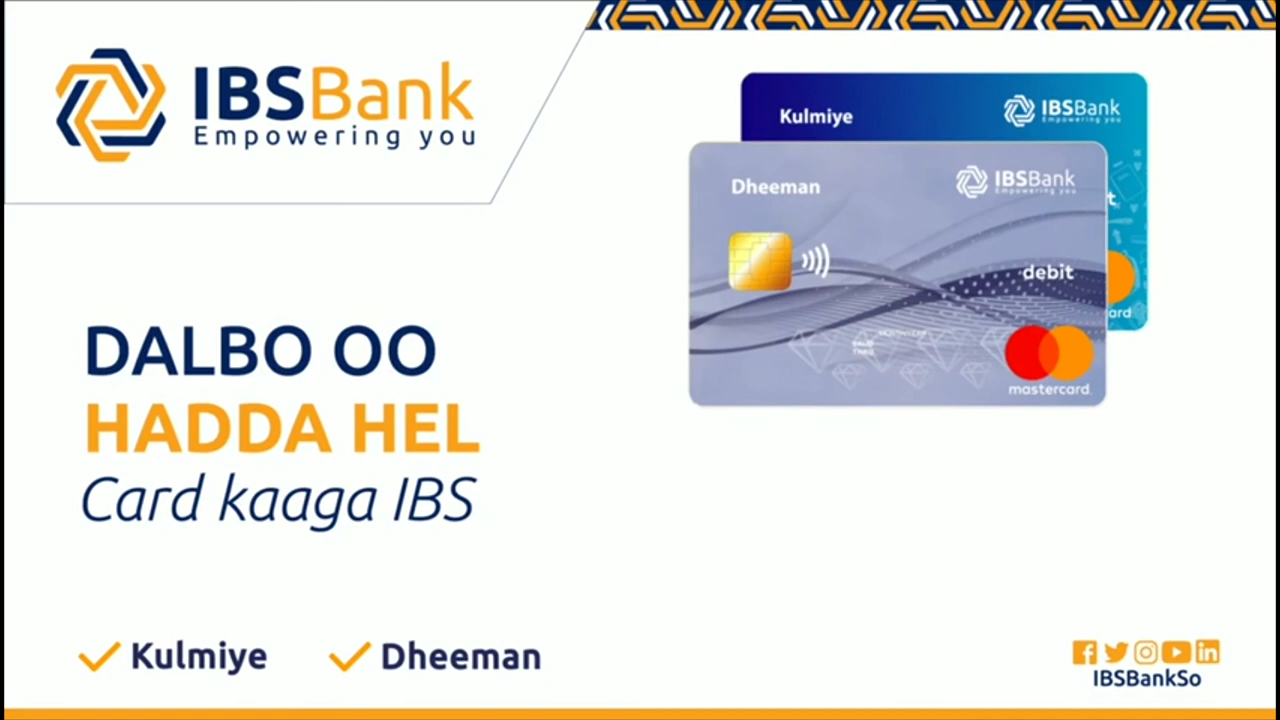 IBSBank
Empowering you
Kulmiye
IBSBank
Empowering you
Dheeman
IBSBank
Empowering you
t
debit
ard
mastercard.
DALBO OO
HADDA HEL
Card kaaga IBS
Kulmiye
Dheeman
IBSBankSo